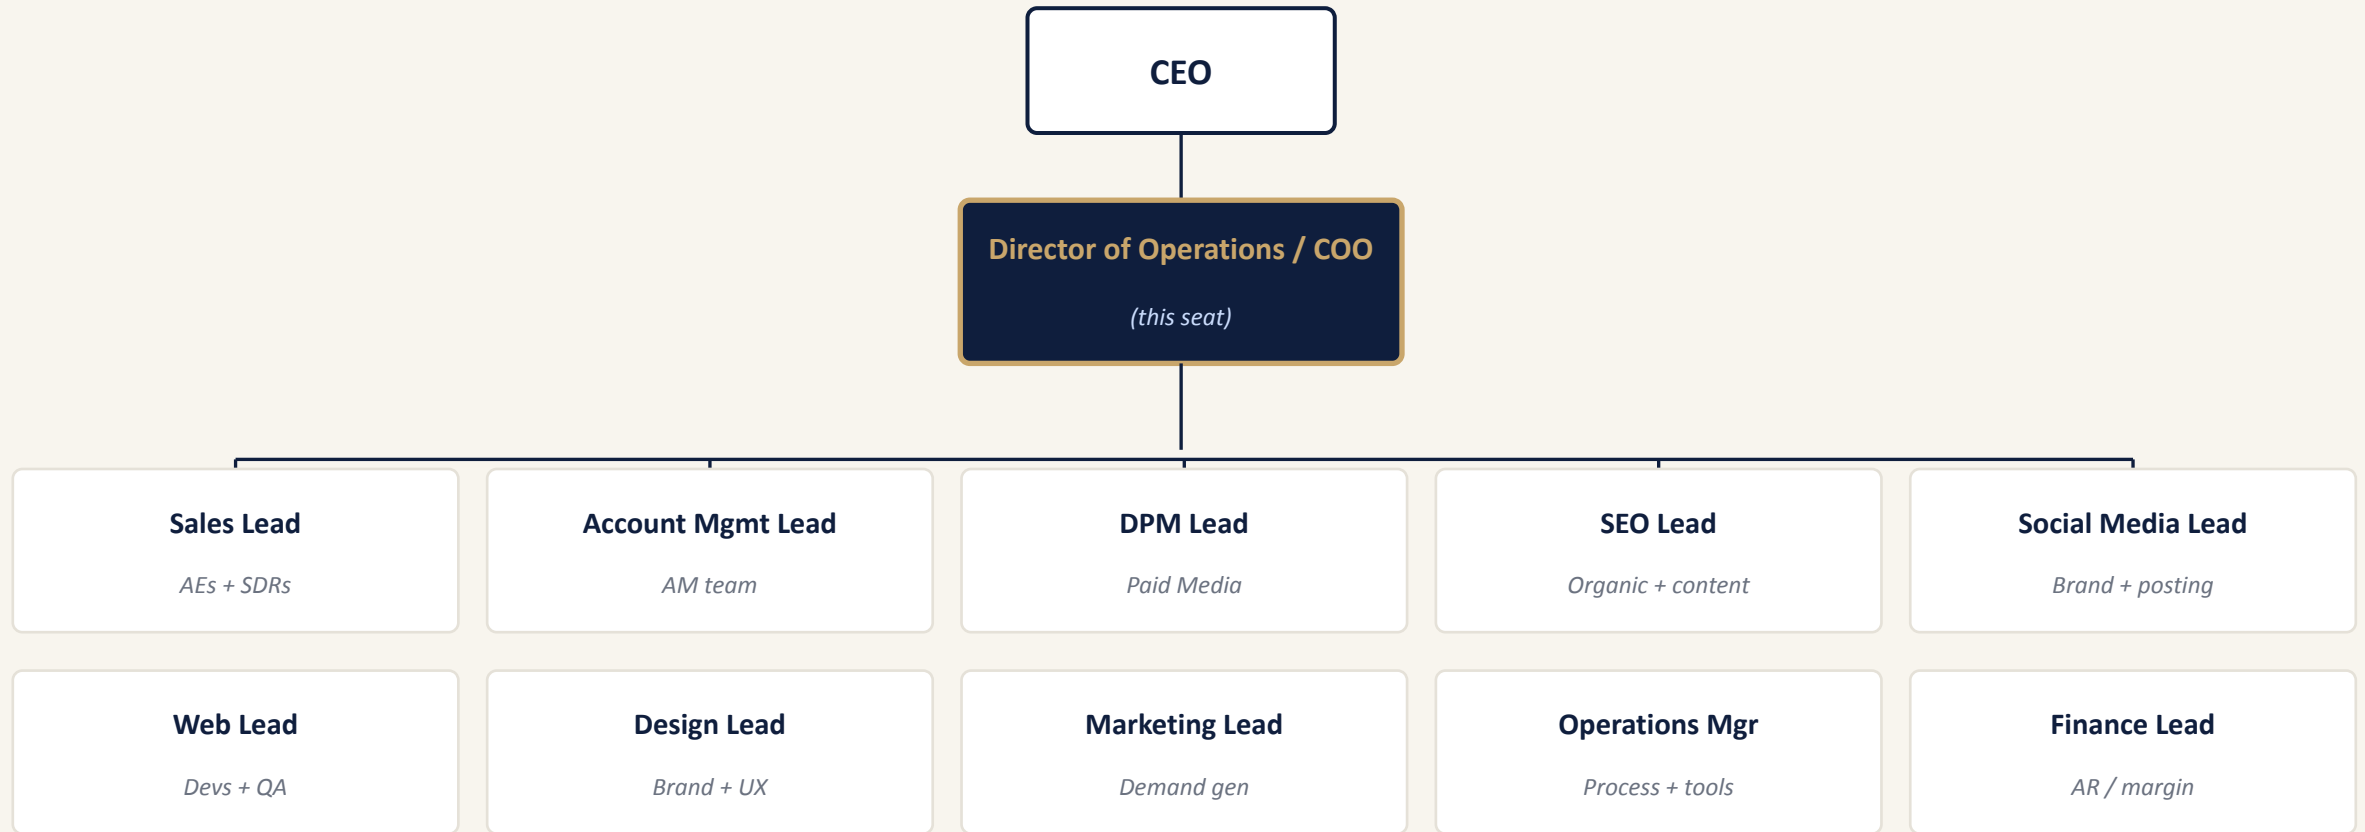 CEO
Director of Operations / COO
(this seat)
Sales Lead
AEs + SDRs
Account Mgmt Lead
AM team
DPM Lead
Paid Media
SEO Lead
Organic + content
Social Media Lead
Brand + posting
Web Lead
Devs + QA
Design Lead
Brand + UX
Marketing Lead
Demand gen
Operations Mgr
Process + tools
Finance Lead
AR / margin